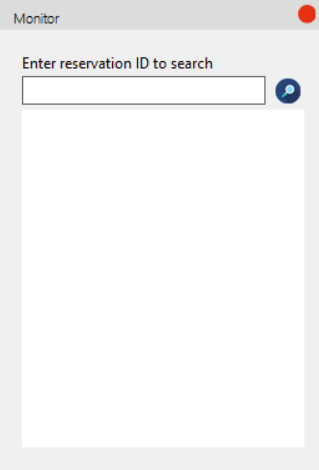 Monitor
Enter reservation ID to search